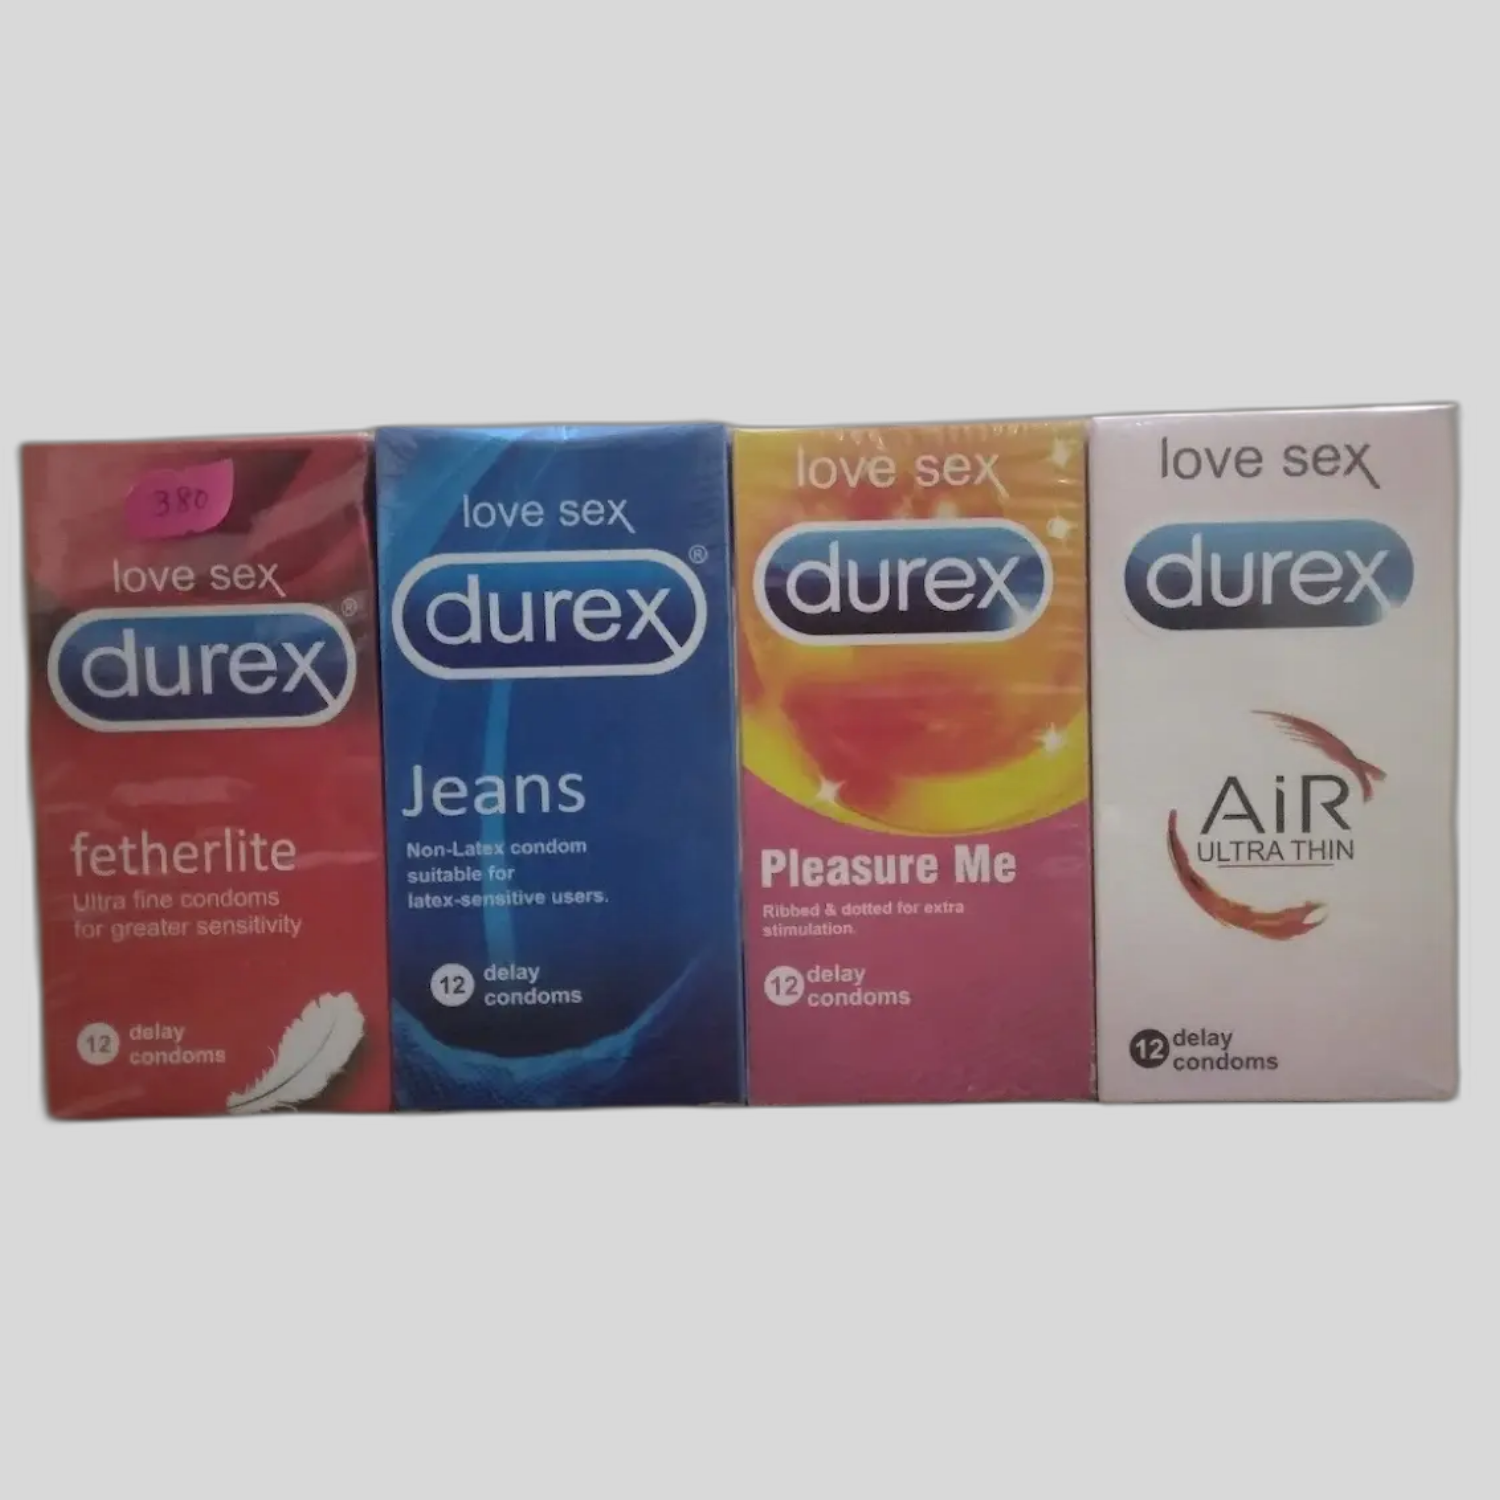 380
love sex
durex®
fetherlite
Ultra fine condoms
for greater sensitivity
12 delay
condoms
love sex
durex®
Jeans
Non-Latex condom
suitable for
latex-sensitive users.
12 delay
condoms
love sex
durex
Pleasure Me
Ribbed & dotted for extra
stimulation
12 delay
condoms
love sex
durex
AiR
ULTRA THIN
12 delay
condoms